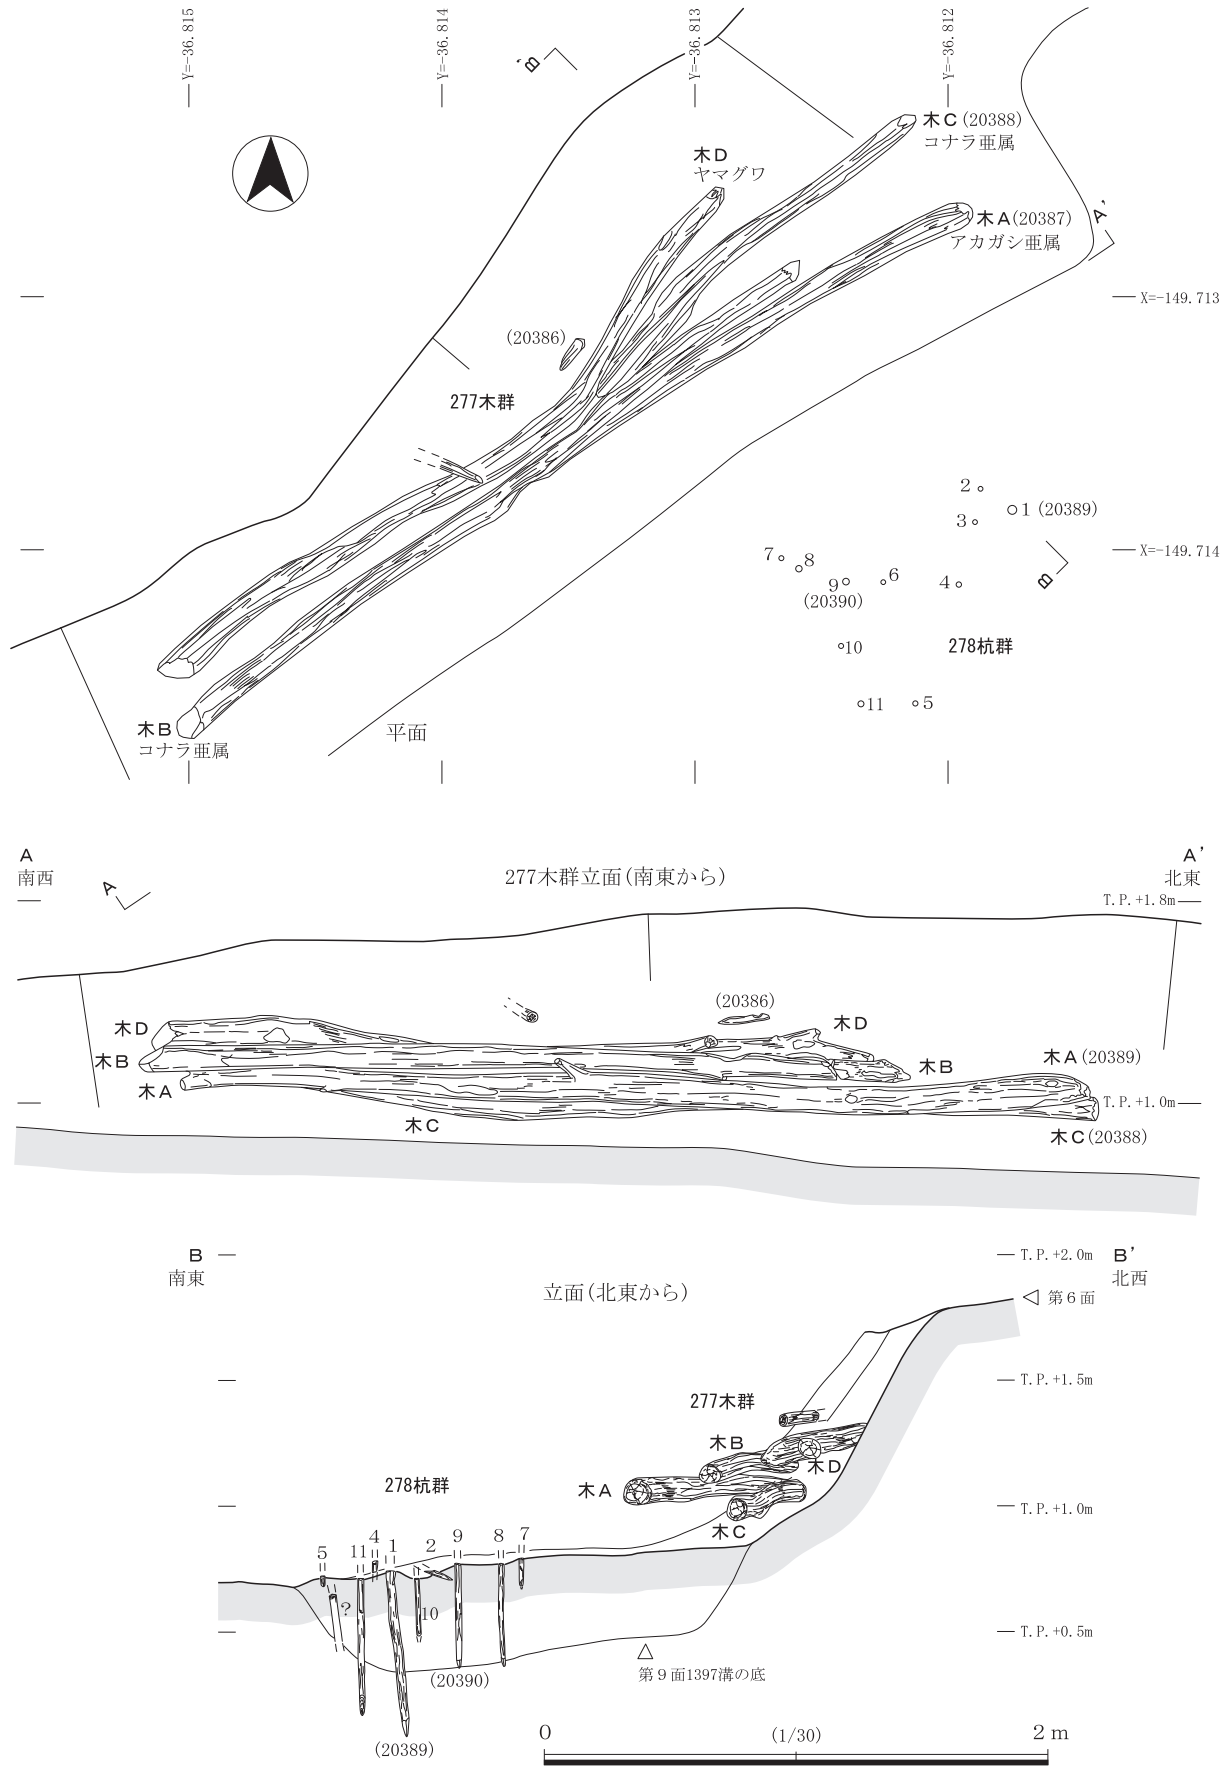 Y=-36.815
Y=-36.814
Y=-36.813
Y=-36.812
B'
木C (20388)
コナラ亜属
木D
ヤマグワ
木A (20387)
アカガシ亜属
A'
X=-149.713
(20386)
277木群
2
1 (20389)
3
X=-149.714
7
8
9
6
4
B
(20390)
10
278杭群
11
5
木B
コナラ亜属
平面
A
南西
A
277木群立面(南東から)
A'
北東
T.P.+1.8m
(20386)
木D
木D
木B
木B
木A (20389)
木A
T.P.+1.0m
木C
木C (20388)
B
南東
T.P.+2.0m
B'
北西
立面(北東から)
第6面
T.P.+1.5m
277木群
木B
木D
木A
278杭群
T.P.+1.0m
木C
5
11
4
1
2
9
8
7
?
10
T.P.+0.5m
(20390)
第9面1397溝の底
(20389)
0
(1/30)
2 m